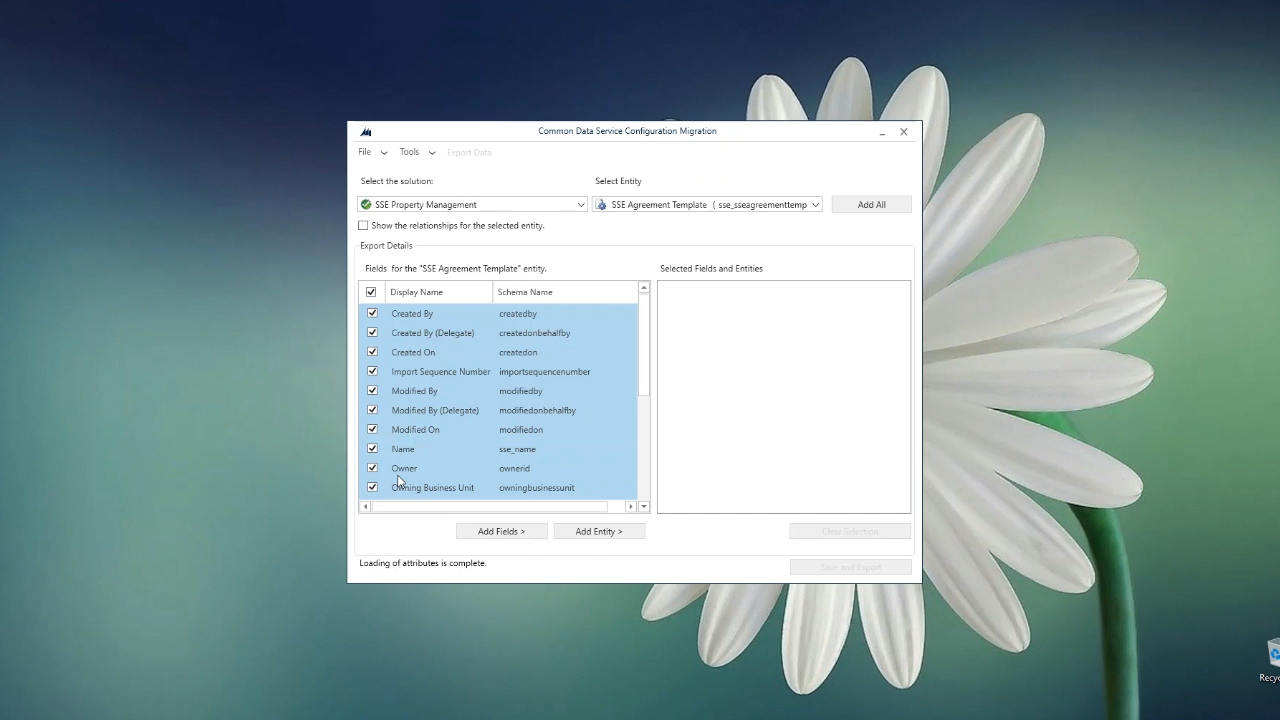 Common Data Service Configuration Migration
File Tools Export Data
Select the solution: Select Entity
SSE Property Management SSE Agreement Template ( sse_sseagreementtemp Add All
Show the relationships for the selected entity.
Export Details
Fields for the "SSE Agreement Template" entity. Selected Fields and Entities
Display Name Schema Name
Created By createdby
Created By (Delegate) createdonbehalfby
Created On createdon
Import Sequence Number importsequencenumber
Modified By modifiedby
Modified By (Delegate) modifiedonbehalfby
Modified On modifiedon
Name sse_name
Owner ownerid
Owning Business Unit owningbusinessunit
Add Fields > Add Entity > Clear Selection
Loading of attributes is complete. Save and Export
Recyc